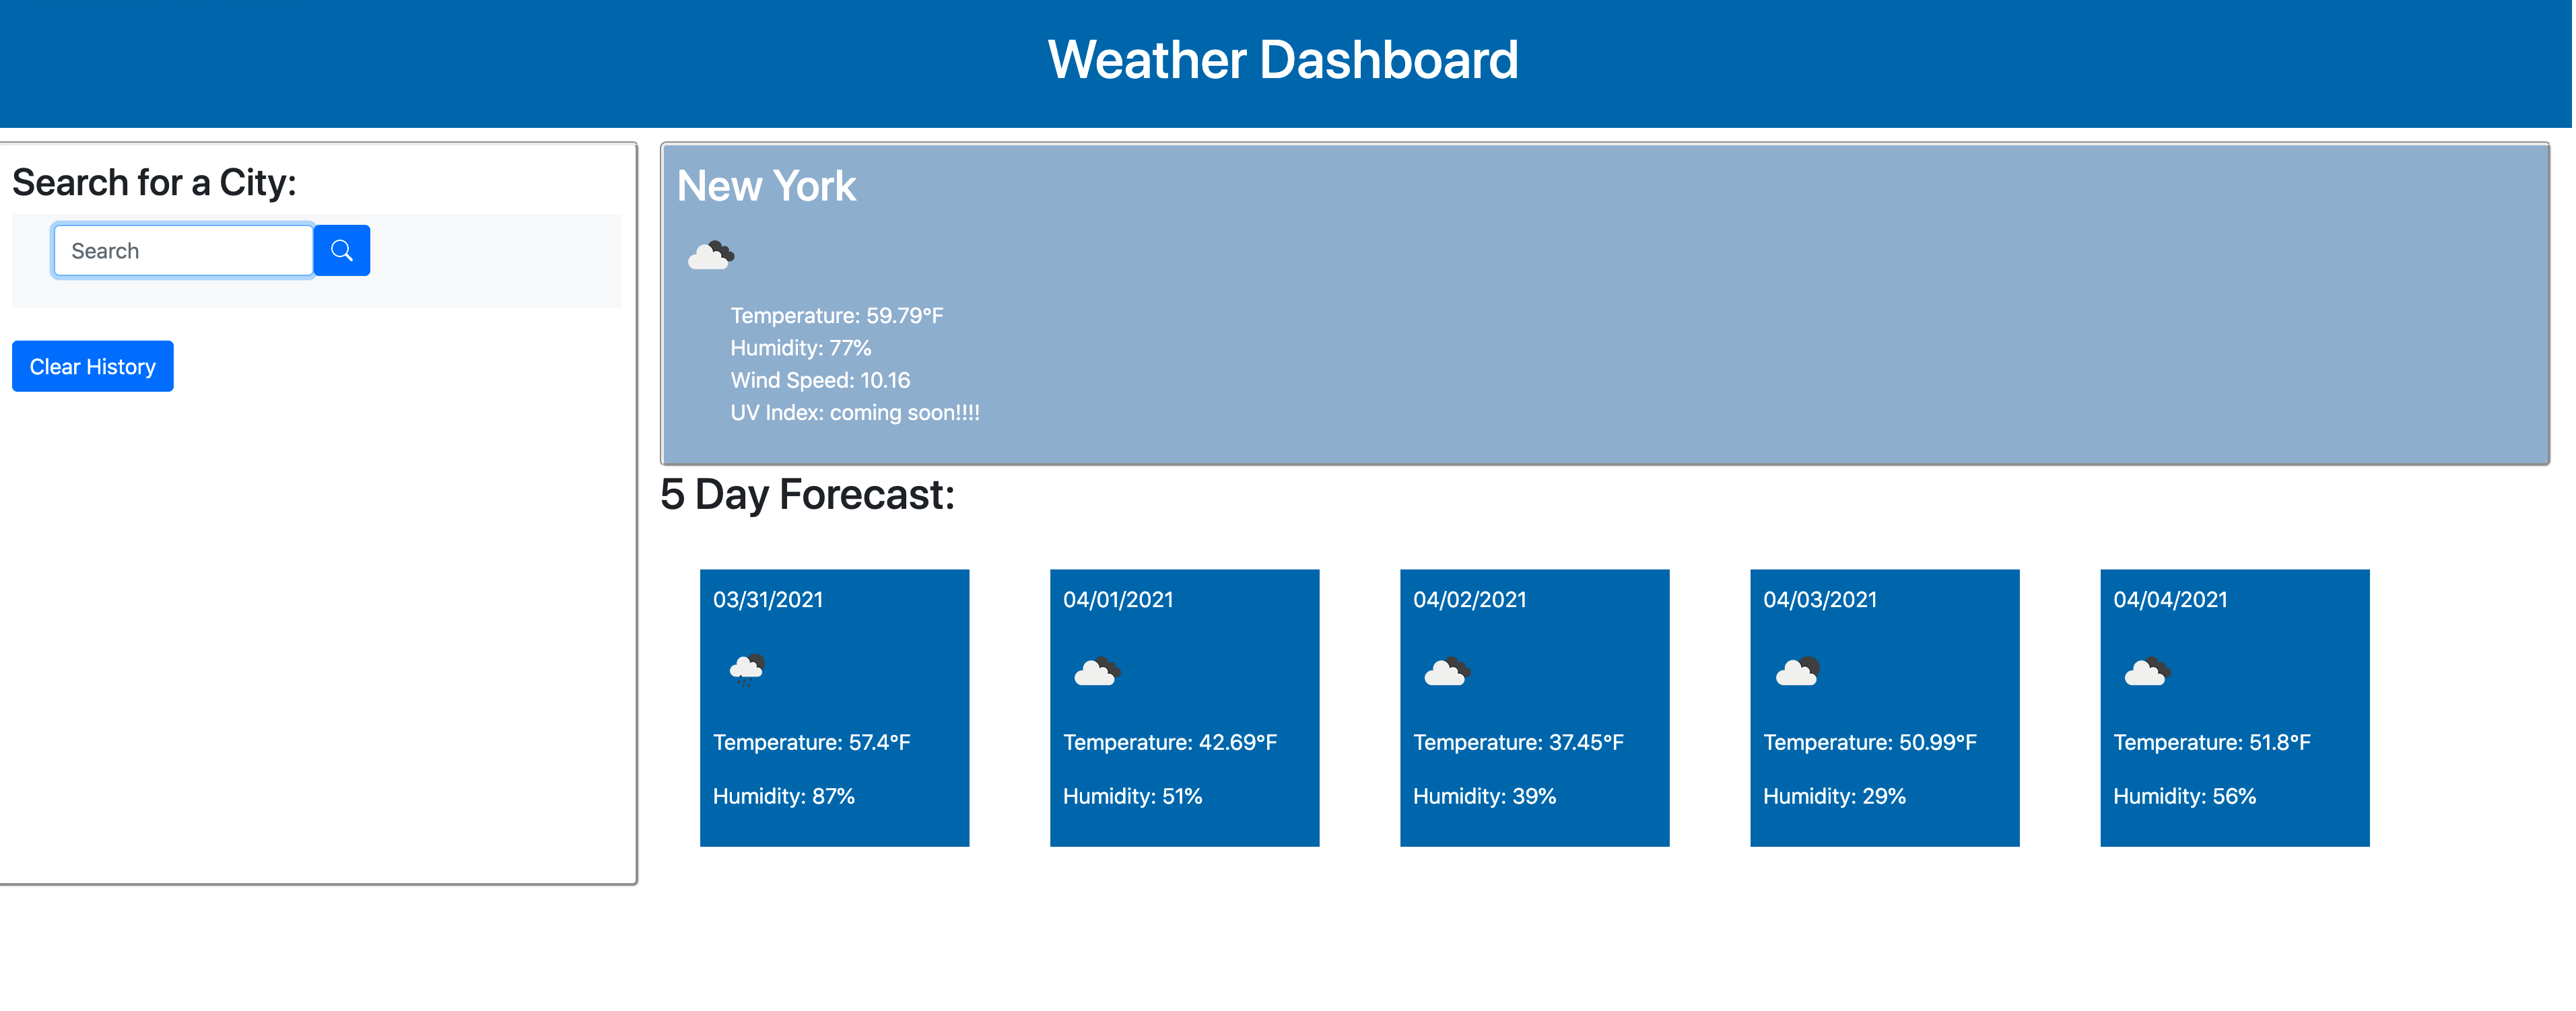 Weather Dashboard
Search for a City:
Search
Clear History
New York
Temperature: 59.79°F
Humidity: 77%
Wind Speed: 10.16
UV Index: coming soon!!!!
5 Day Forecast:
03/31/2021
Temperature: 57.4°F
Humidity: 87%
04/01/2021
Temperature: 42.69°F
Humidity: 51%
04/02/2021
Temperature: 37.45°F
Humidity: 39%
04/03/2021
Temperature: 50.99°F
Humidity: 29%
04/04/2021
Temperature: 51.8°F
Humidity: 56%